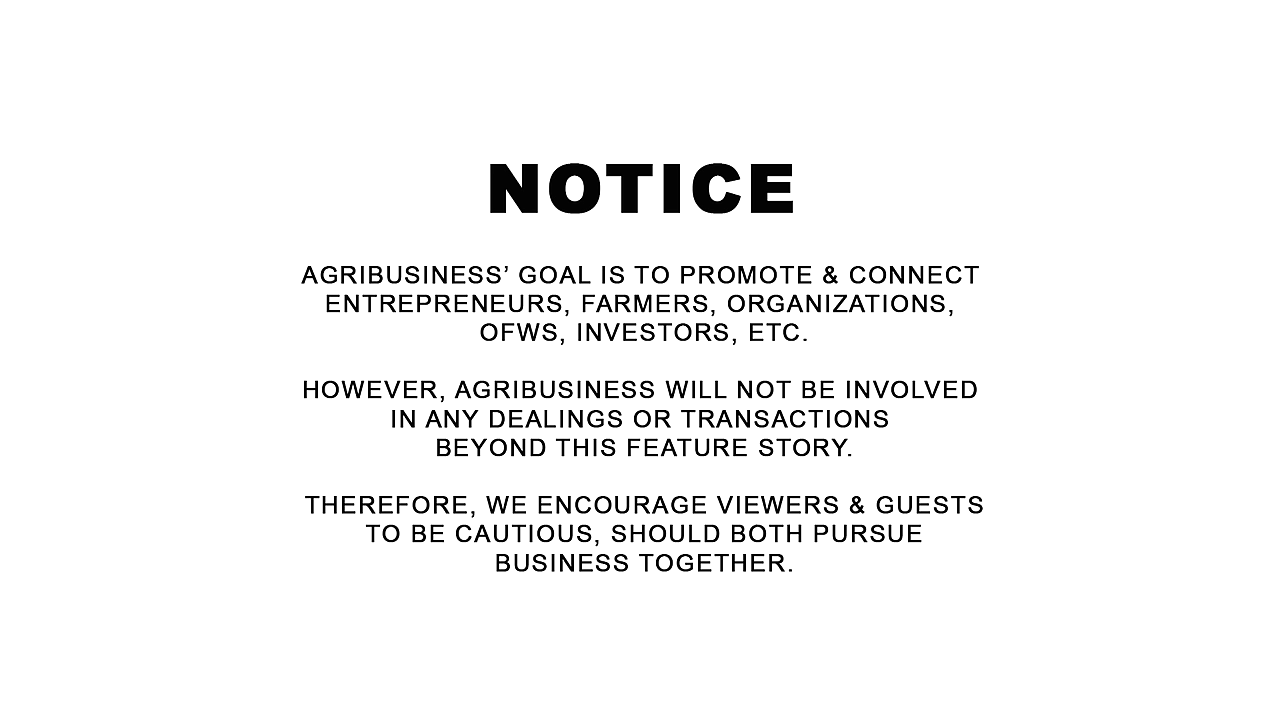 NOTICE
AGRIBUSINESS’ GOAL IS TO PROMOTE & CONNECT
ENTREPRENEURS, FARMERS, ORGANIZATIONS,
OFWS, INVESTORS, ETC.
HOWEVER, AGRIBUSINESS WILL NOT BE INVOLVED
IN ANY DEALINGS OR TRANSACTIONS
BEYOND THIS FEATURE STORY.
THEREFORE, WE ENCOURAGE VIEWERS & GUESTS
TO BE CAUTIOUS, SHOULD BOTH PURSUE
BUSINESS TOGETHER.